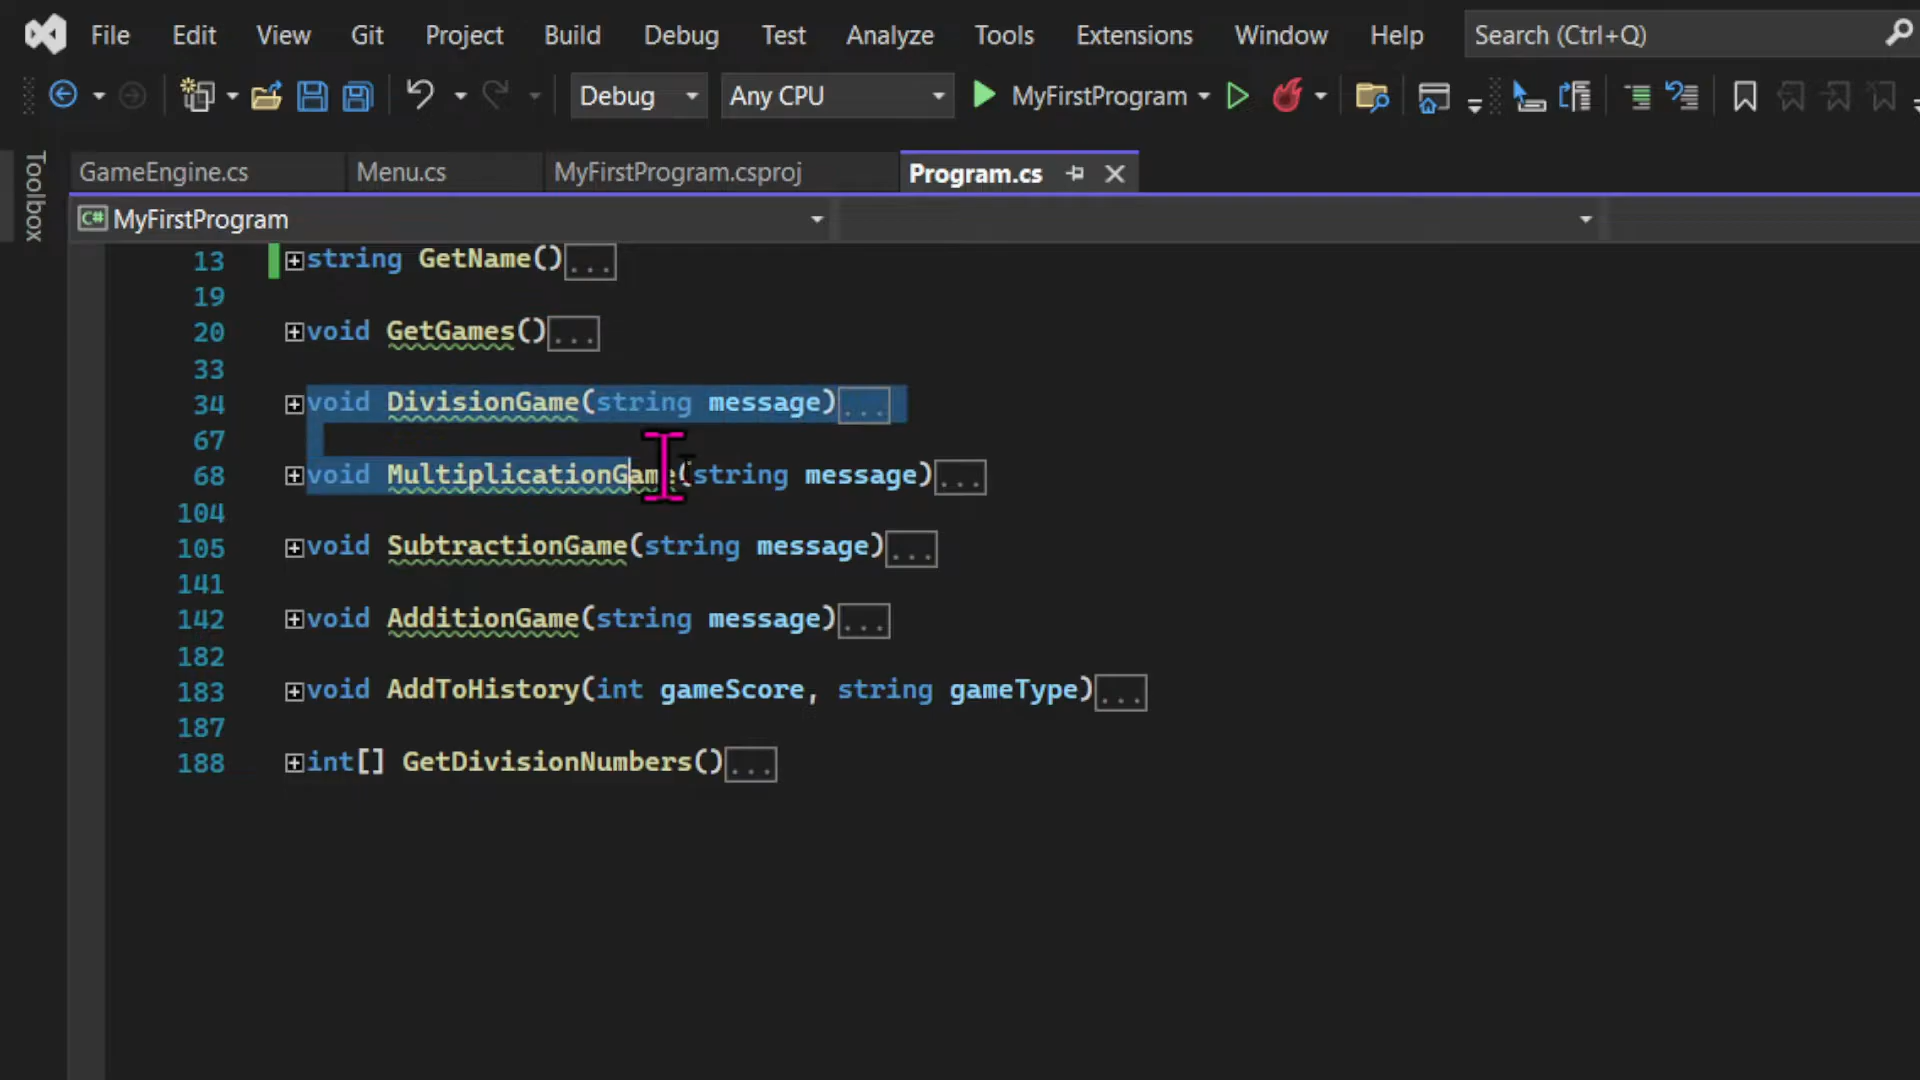 File Edit View Git Project Build Debug Test Analyze Tools Extensions Window Help Search (Ctrl+Q)
Debug Any CPU MyFirstProgram
Toolbox
GameEngine.cs Menu.cs MyFirstProgram.csproj Program.cs
C# MyFirstProgram
13 string GetName()...
19
20 void GetGames()...
33
34 void DivisionGame(string message)...
67
68 void MultiplicationGame(string message)...
104
105 void SubtractionGame(string message)...
141
142 void AdditionGame(string message)...
182
183 void AddToHistory(int gameScore, string gameType)...
187
188 int[] GetDivisionNumbers()...